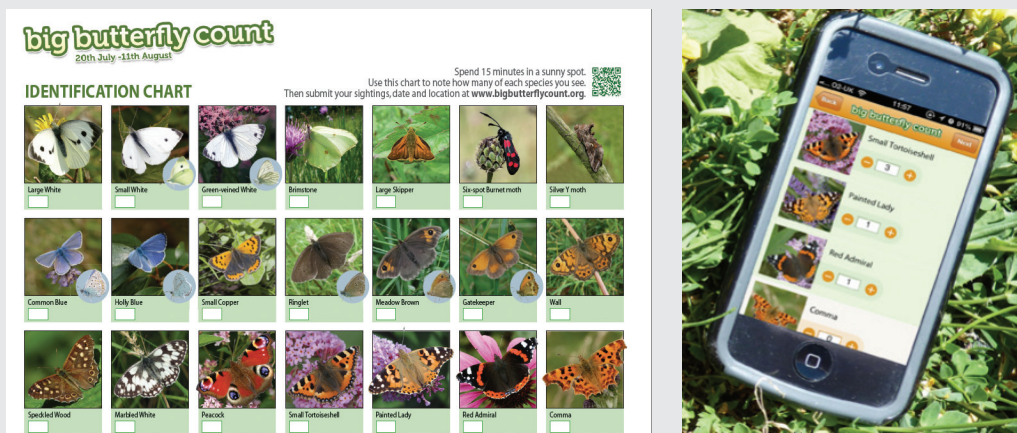 big butterfly count
20th July -11th August
Spend 15 minutes in a sunny spot.
Use this chart to note how many of each species you see.
Then submit your sightings, date and location at www.bigbutterflycount.org.
IDENTIFICATION CHART
Large White
Small White
Green-veined White
Brimstone
Large Skipper
Six-spot Burnet moth
Silver Y moth
Common Blue
Holly Blue
Small Copper
Ringlet
Meadow Brown
Gatekeeper
Wall
Speckled Wood
Marbled White
Peacock
Small Tortoiseshell
Painted Lady
Red Admiral
Comma
O2-UK
11:57
91%
Back
big butterfly count
Next
Small Tortoiseshell
3
Painted Lady
1
Red Admiral
1
Comma
0